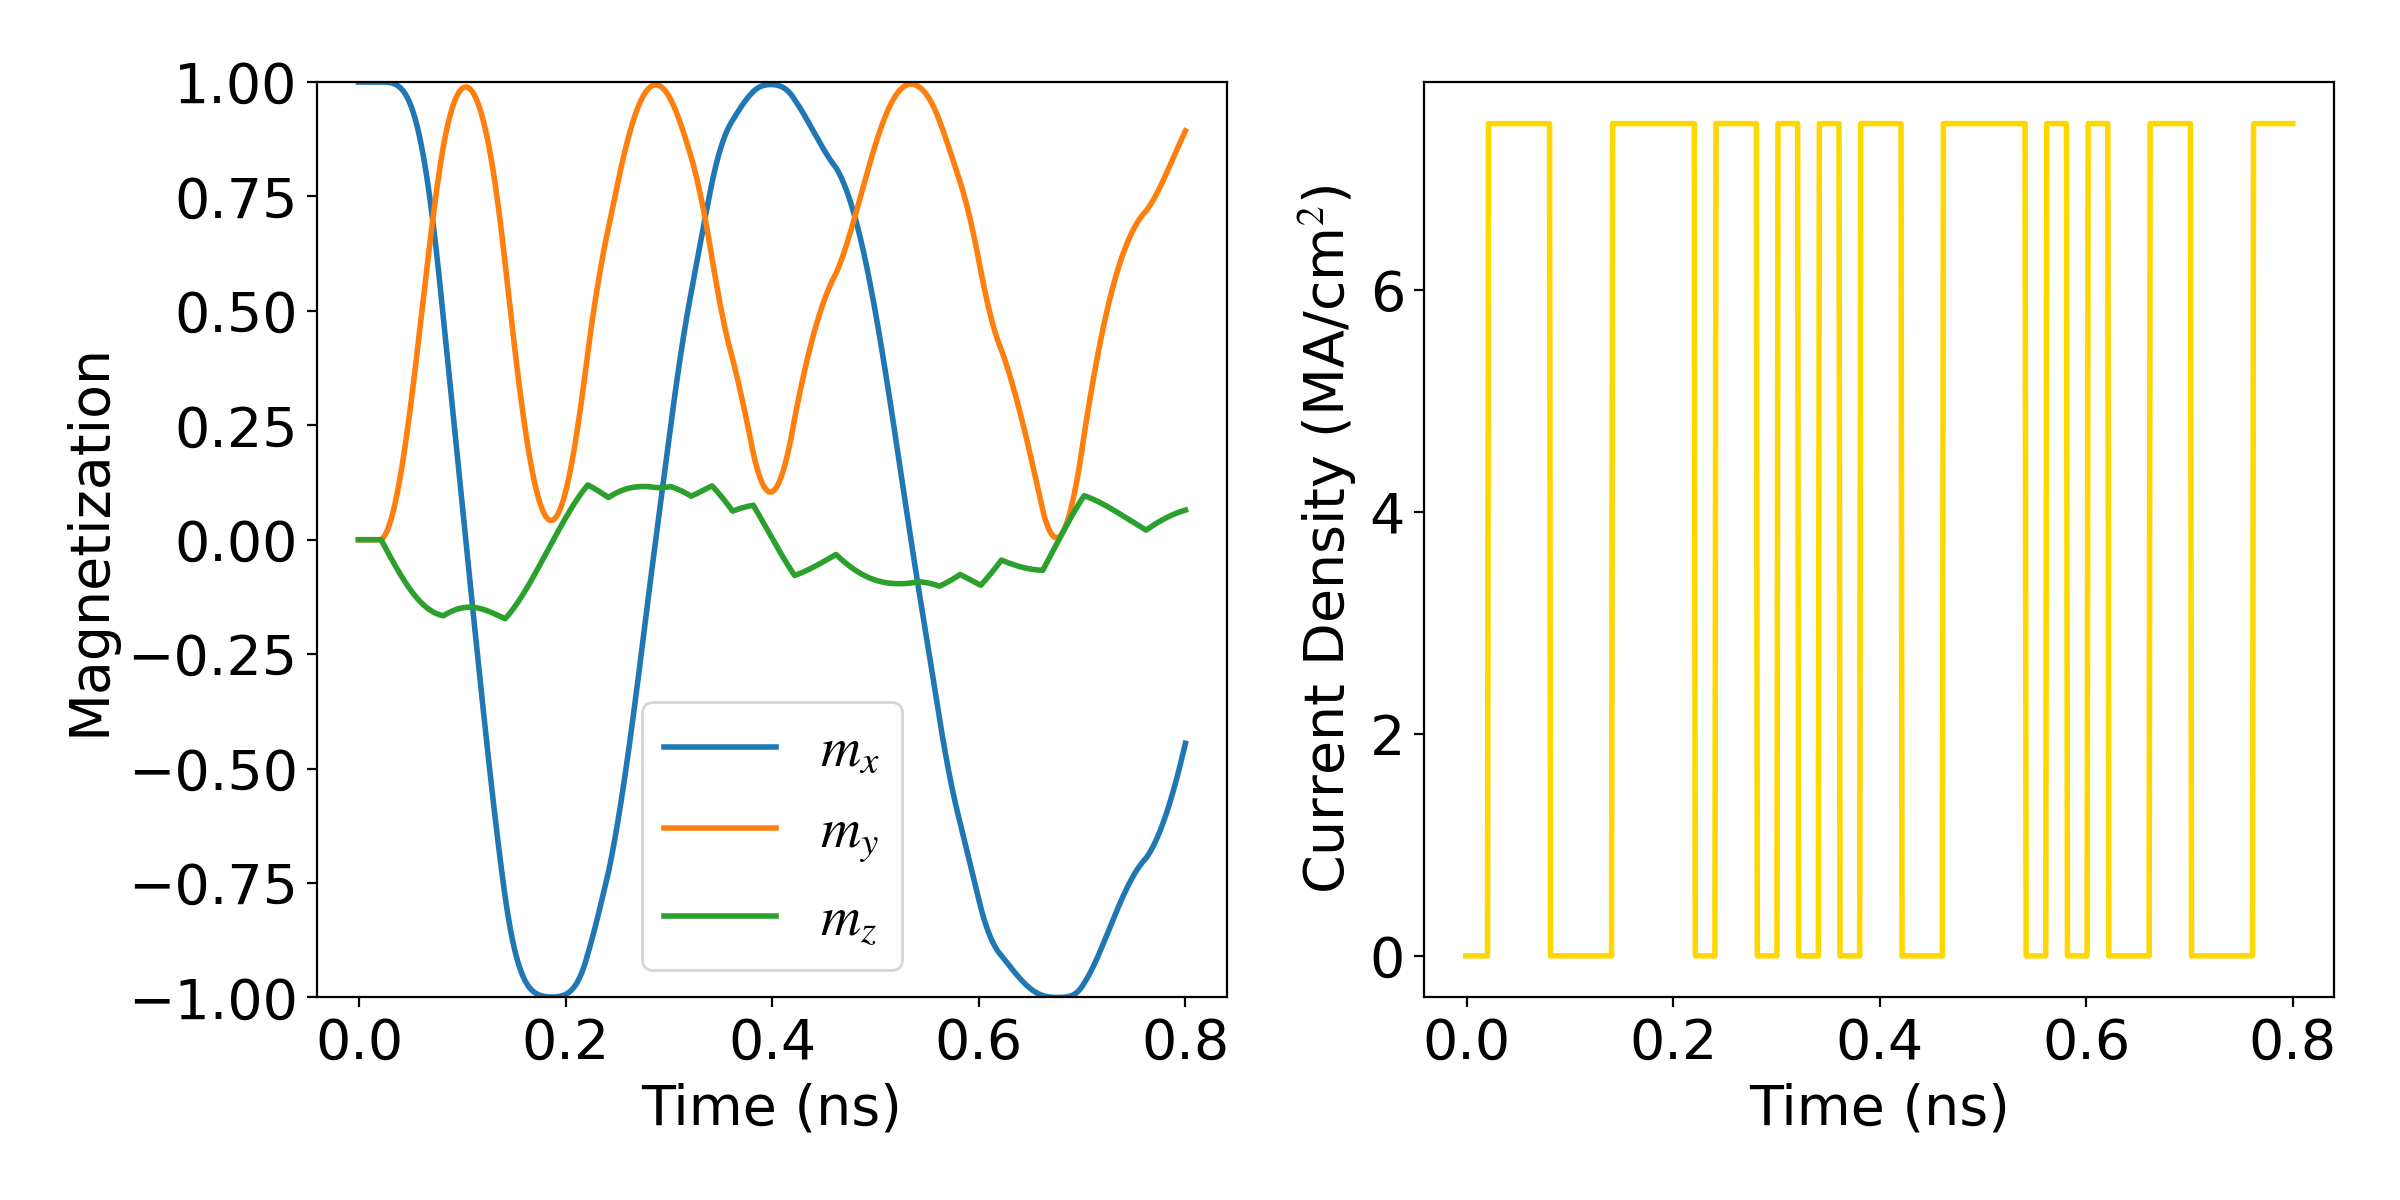 1.00
0.75
0.50
0.25
0.00
−0.25
−0.50
−0.75
−1.00
Magnetization
0.0 0.2 0.4 0.6 0.8
Time (ns)
m_x
m_y
m_z
6
4
2
0
Current Density (MA/cm²)
0.0 0.2 0.4 0.6 0.8
Time (ns)